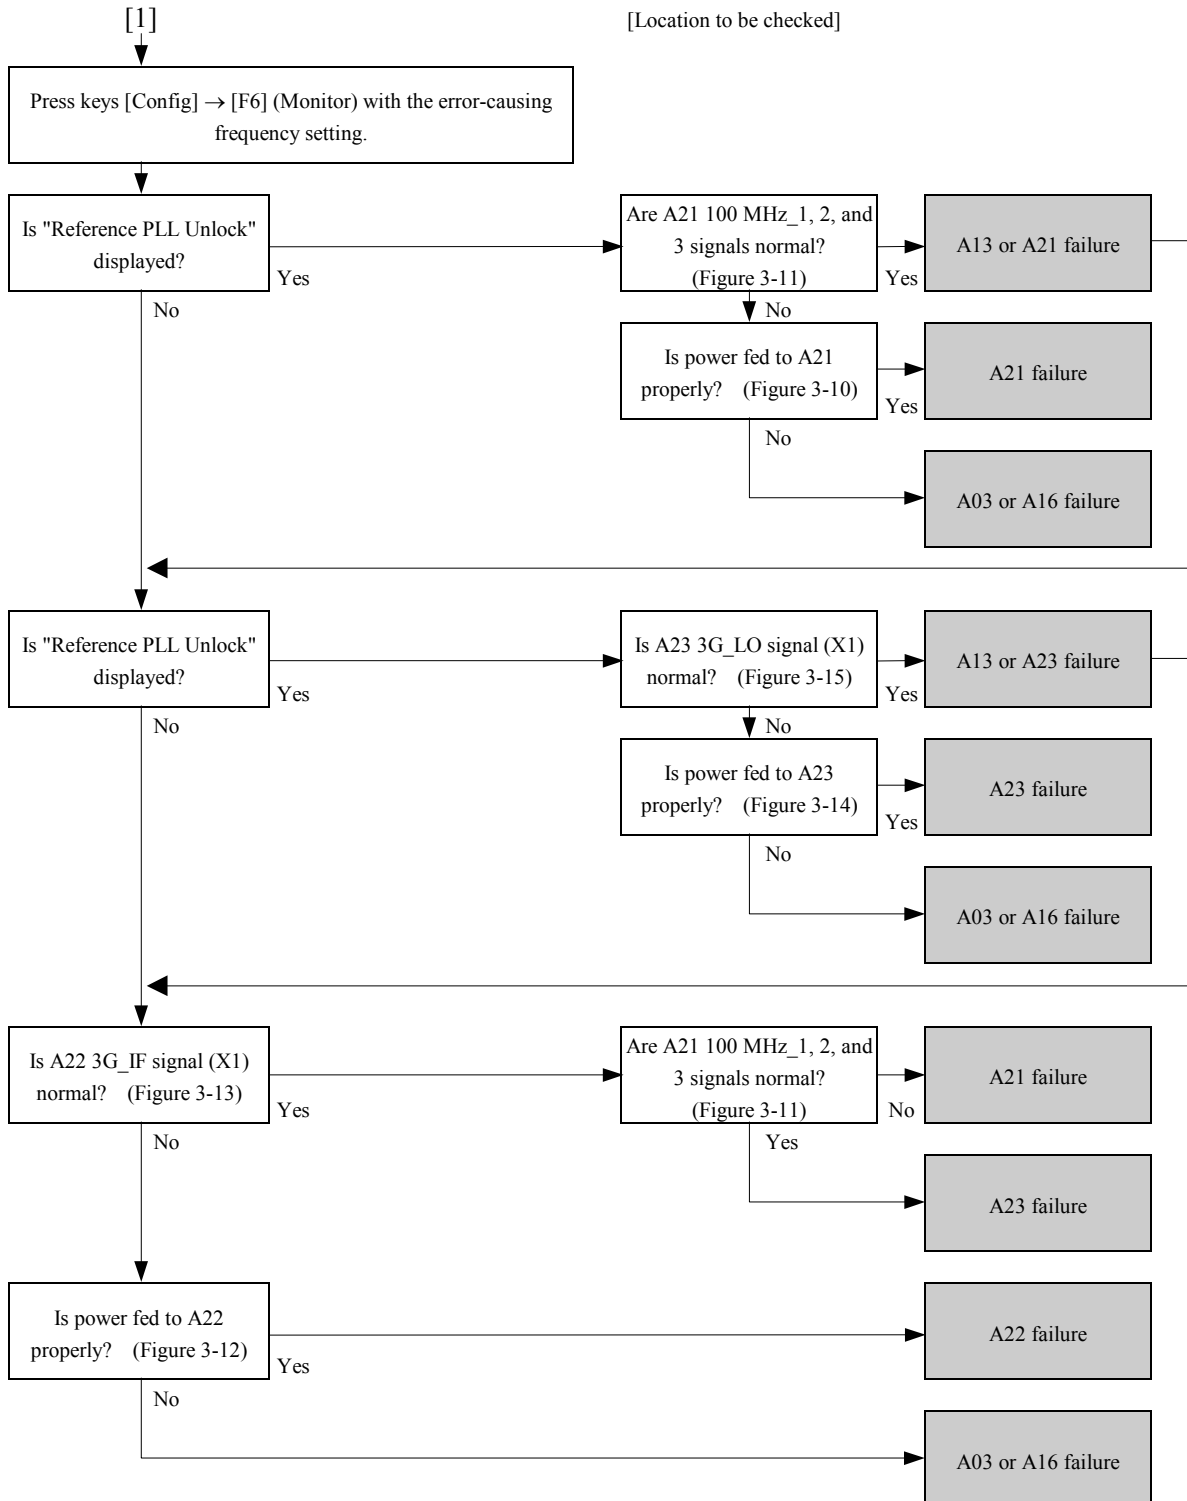 [1]
[Location to be checked]
Press keys [Config] → [F6] (Monitor) with the error-causing
frequency setting.
Is "Reference PLL Unlock"
displayed?
Yes
No
Are A21 100 MHz_1, 2, and
3 signals normal?
(Figure 3-11)
Yes
No
A13 or A21 failure
Is power fed to A21
properly? (Figure 3-10)
Yes
No
A21 failure
A03 or A16 failure
Is "Reference PLL Unlock"
displayed?
Yes
No
Is A23 3G_LO signal (X1)
normal? (Figure 3-15)
Yes
No
A13 or A23 failure
Is power fed to A23
properly? (Figure 3-14)
Yes
No
A23 failure
A03 or A16 failure
Is A22 3G_IF signal (X1)
normal? (Figure 3-13)
Yes
No
Are A21 100 MHz_1, 2, and
3 signals normal?
(Figure 3-11)
No
Yes
A21 failure
A23 failure
Is power fed to A22
properly? (Figure 3-12)
Yes
No
A22 failure
A03 or A16 failure